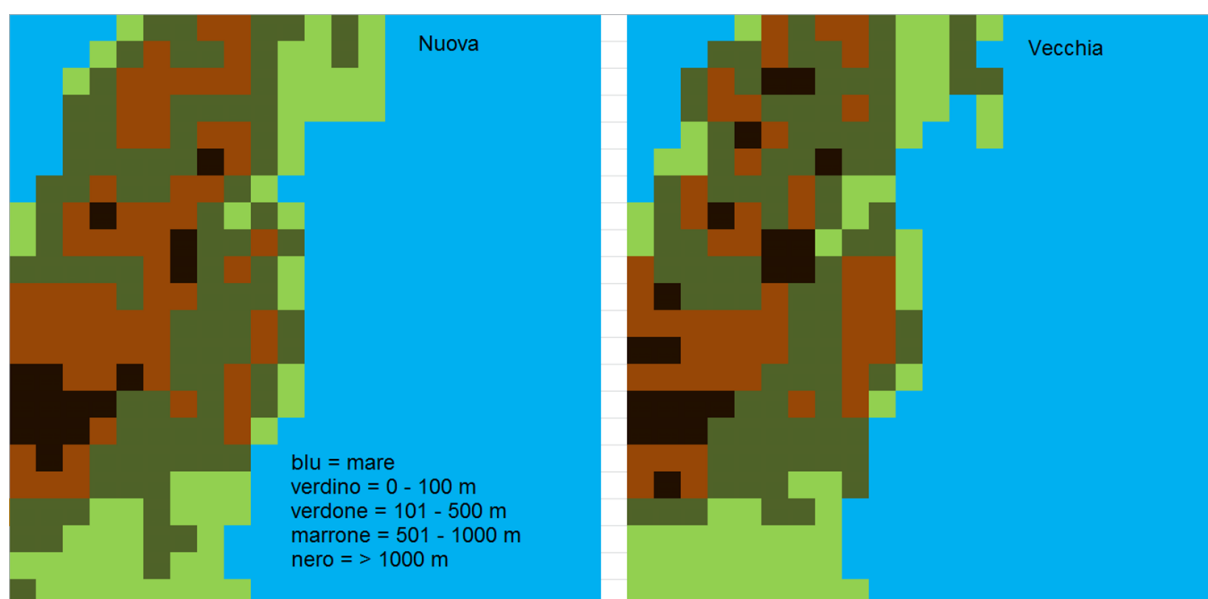 Nuova
Vecchia
blu = mare
verdino = 0 - 100 m
verdone = 101 - 500 m
marrone = 501 - 1000 m
nero = > 1000 m